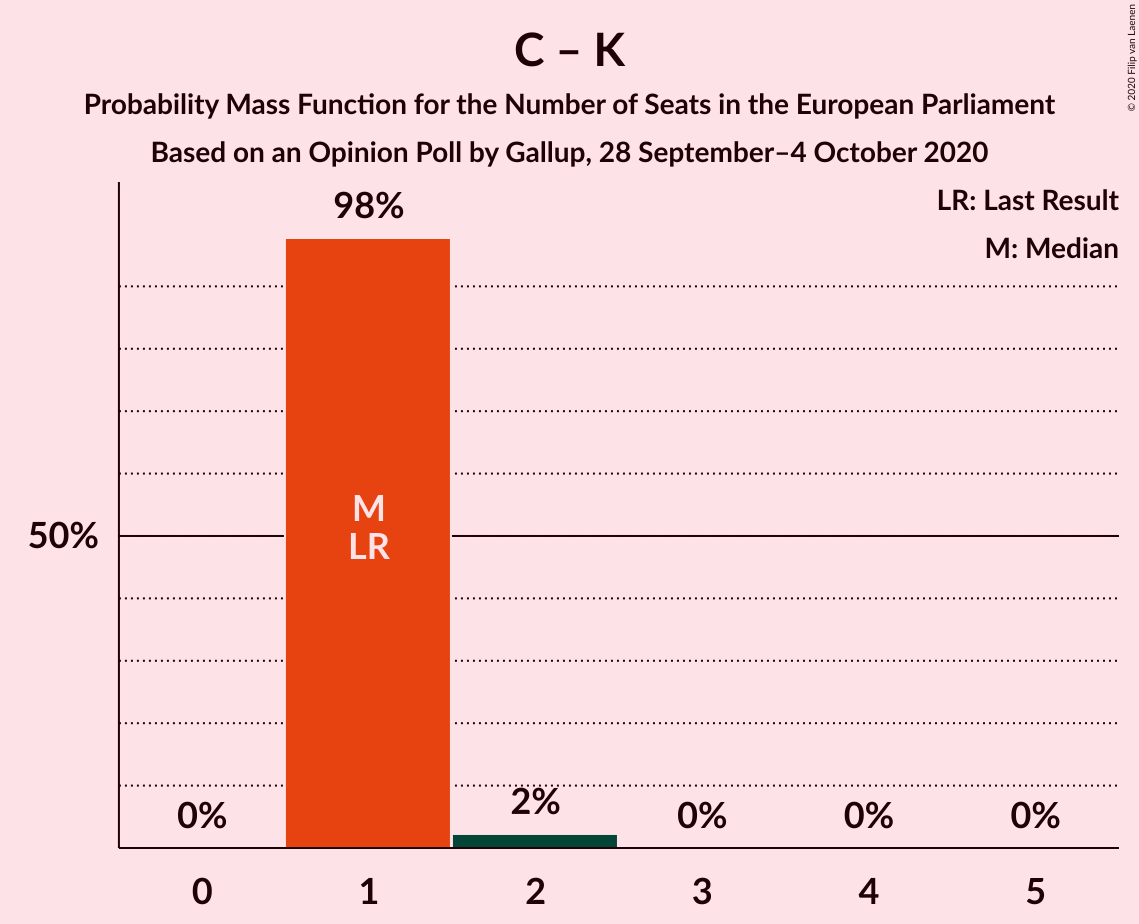 C – K
Probability Mass Function for the Number of Seats in the European Parliament
Based on an Opinion Poll by Gallup, 28 September–4 October 2020
© 2020 Filip van Laenen
LR: Last Result
M: Median
98%
M
LR
50%
0%
2%
0%
0%
0%
0
1
2
3
4
5